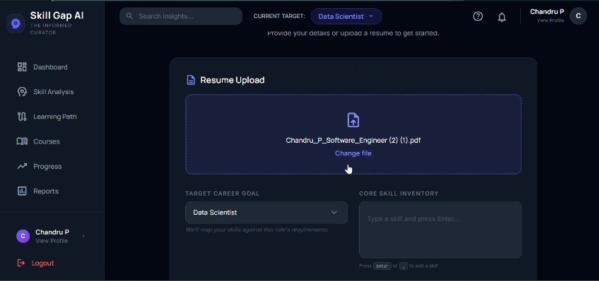 Skill Gap AI
THE INFORMED
CURATOR
Search Insights...
CURRENT TARGET:
Data Scientist
Chandru P
View Profile
C
Dashboard
Skill Analysis
Learning Path
Courses
Progress
Reports
C
Chandru P
View Profile
Logout
Provide your details or upload a resume to get started.
Resume Upload
Chandru_P_Software_Engineer (2) (1).pdf
Change file
TARGET CAREER GOAL
Data Scientist
We'll map your skills against this role's requirements.
CORE SKILL INVENTORY
Type a skill and press Enter...
Press Enter or , to add a skill